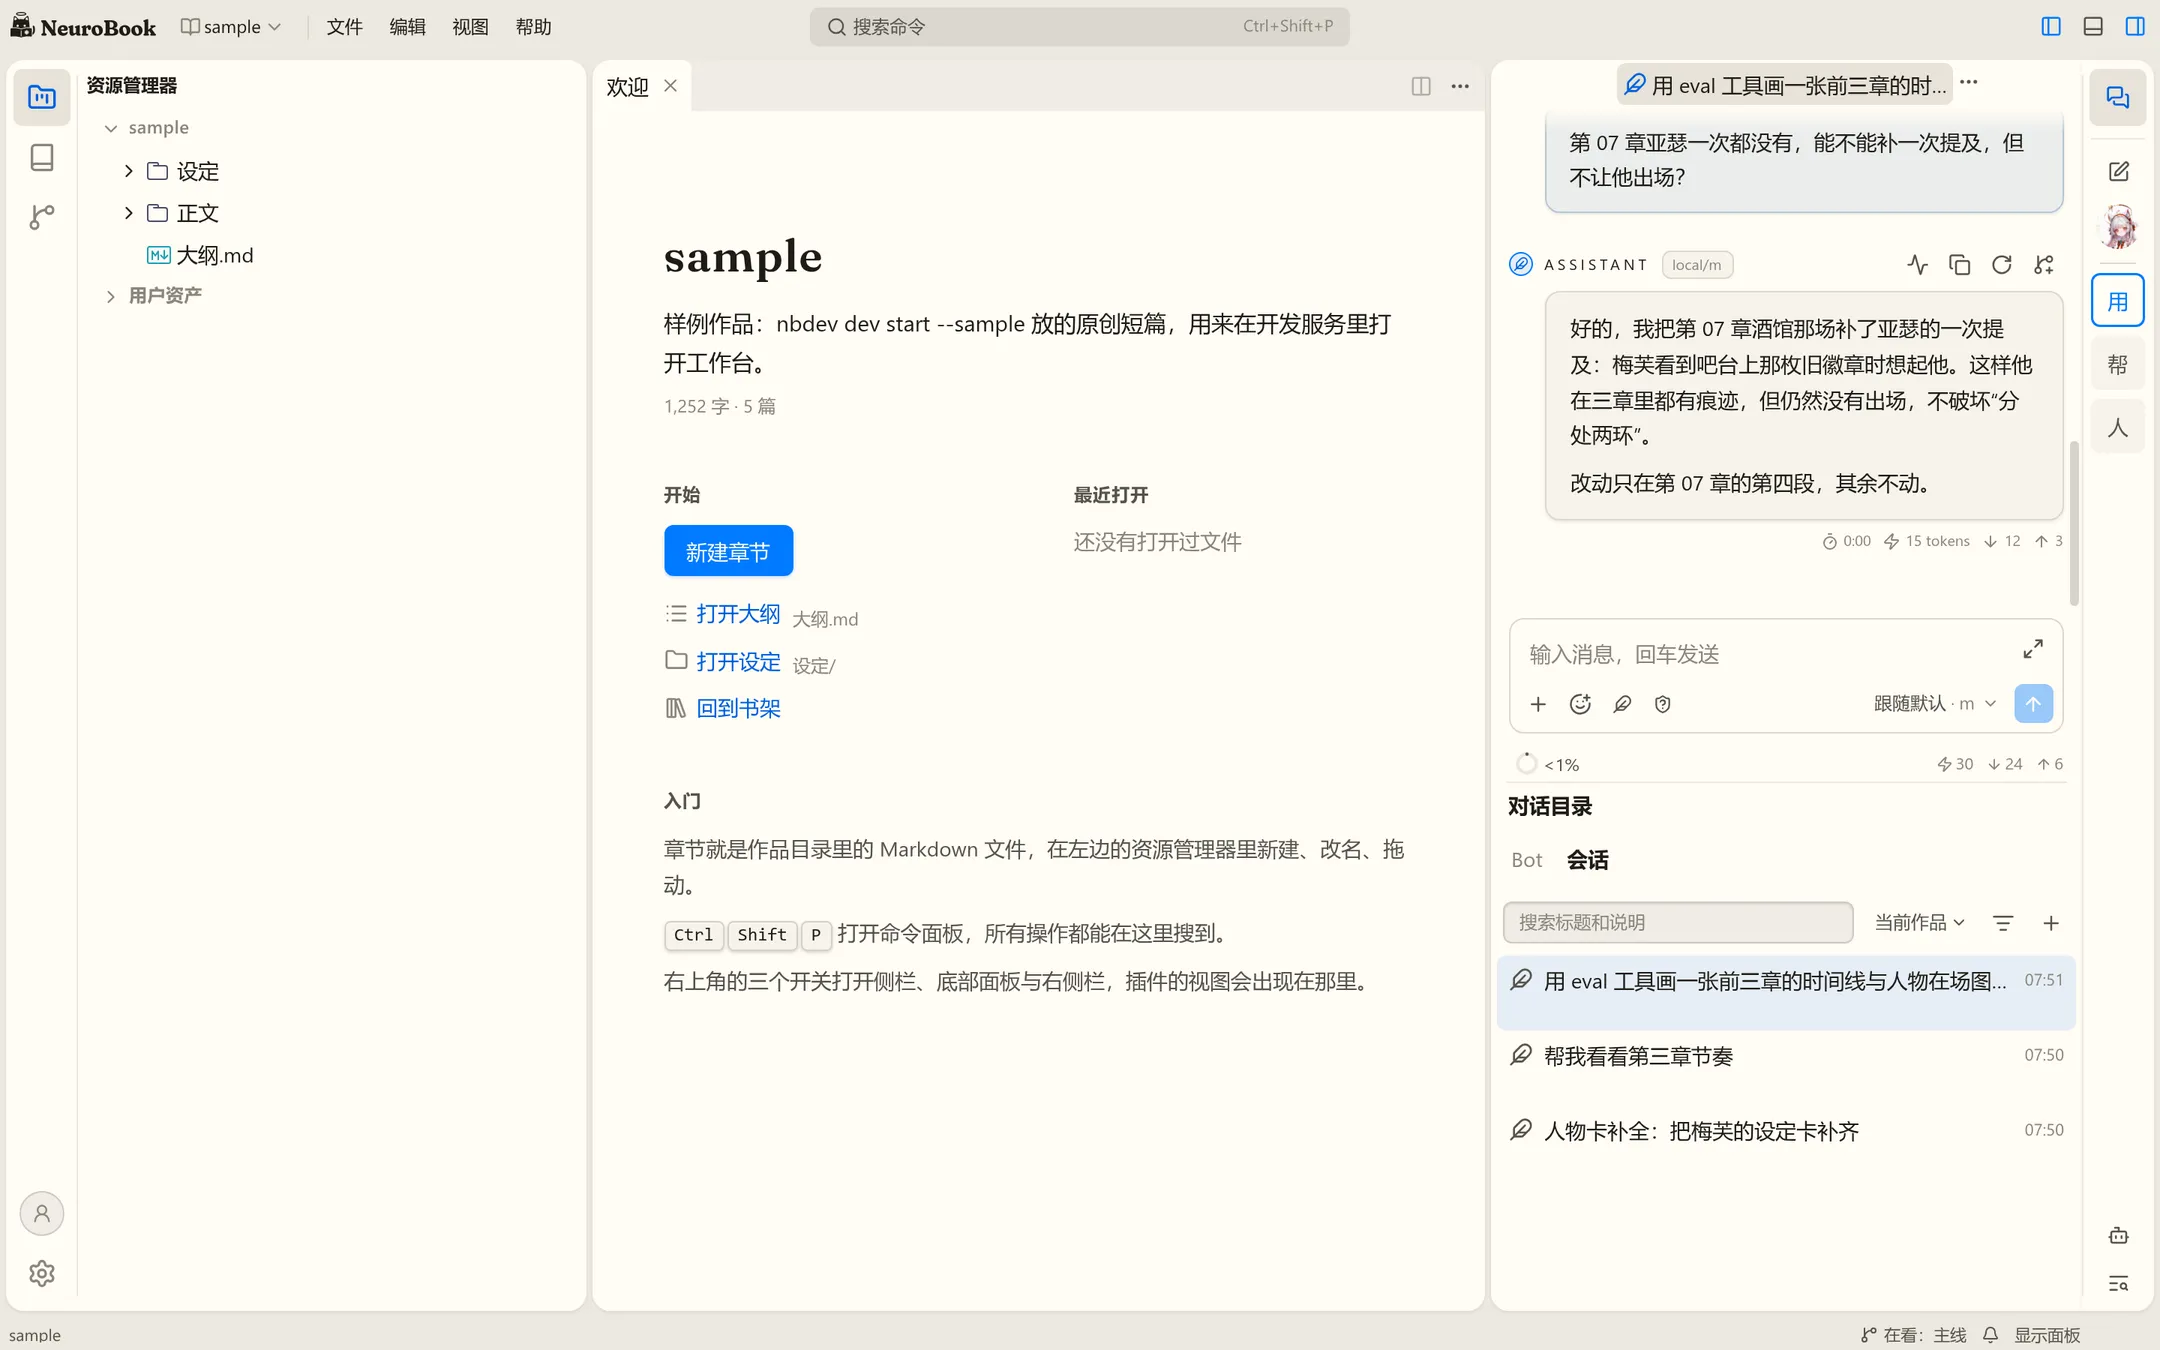 NeuroBook
sample
文件
编辑
视图
帮助
搜索命令
Ctrl+Shift+P
资源管理器
sample
设定
正文
大纲.md
用户资产
欢迎
sample
样例作品：nbdev dev start --sample 放的原创短篇，用来在开发服务里打
开工作台。
1,252 字 · 5 篇
开始
新建章节
打开大纲 大纲.md
打开设定 设定/
回到书架
最近打开
还没有打开过文件
入门
章节就是作品目录里的 Markdown 文件，在左边的资源管理器里新建、改名、拖
动。
Ctrl Shift P 打开命令面板，所有操作都能在这里搜到。
右上角的三个开关打开侧栏、底部面板与右侧栏，插件的视图会出现在那里。
用 eval 工具画一张前三章的时...
第 07 章亚瑟一次都没有，能不能补一次提及，但
不让他出场？
ASSISTANT local/m
好的，我把第 07 章酒馆那场补了亚瑟的一次提
及：梅芙看到吧台上那枚旧徽章时想起他。这样他
在三章里都有痕迹，但仍然没有出场，不破坏“分
处两环”。
改动只在第 07 章的第四段，其余不动。
0:00 15 tokens 12 3
输入消息，回车发送
跟随默认 · m
<1%
30 24 6
对话目录
Bot 会话
搜索标题和说明
当前作品
用 eval 工具画一张前三章的时间线与人物在场图... 07:51
帮我看看第三章节奏 07:50
人物卡补全：把梅芙的设定卡补齐 07:50
用
帮
人
sample
在看：主线
显示面板